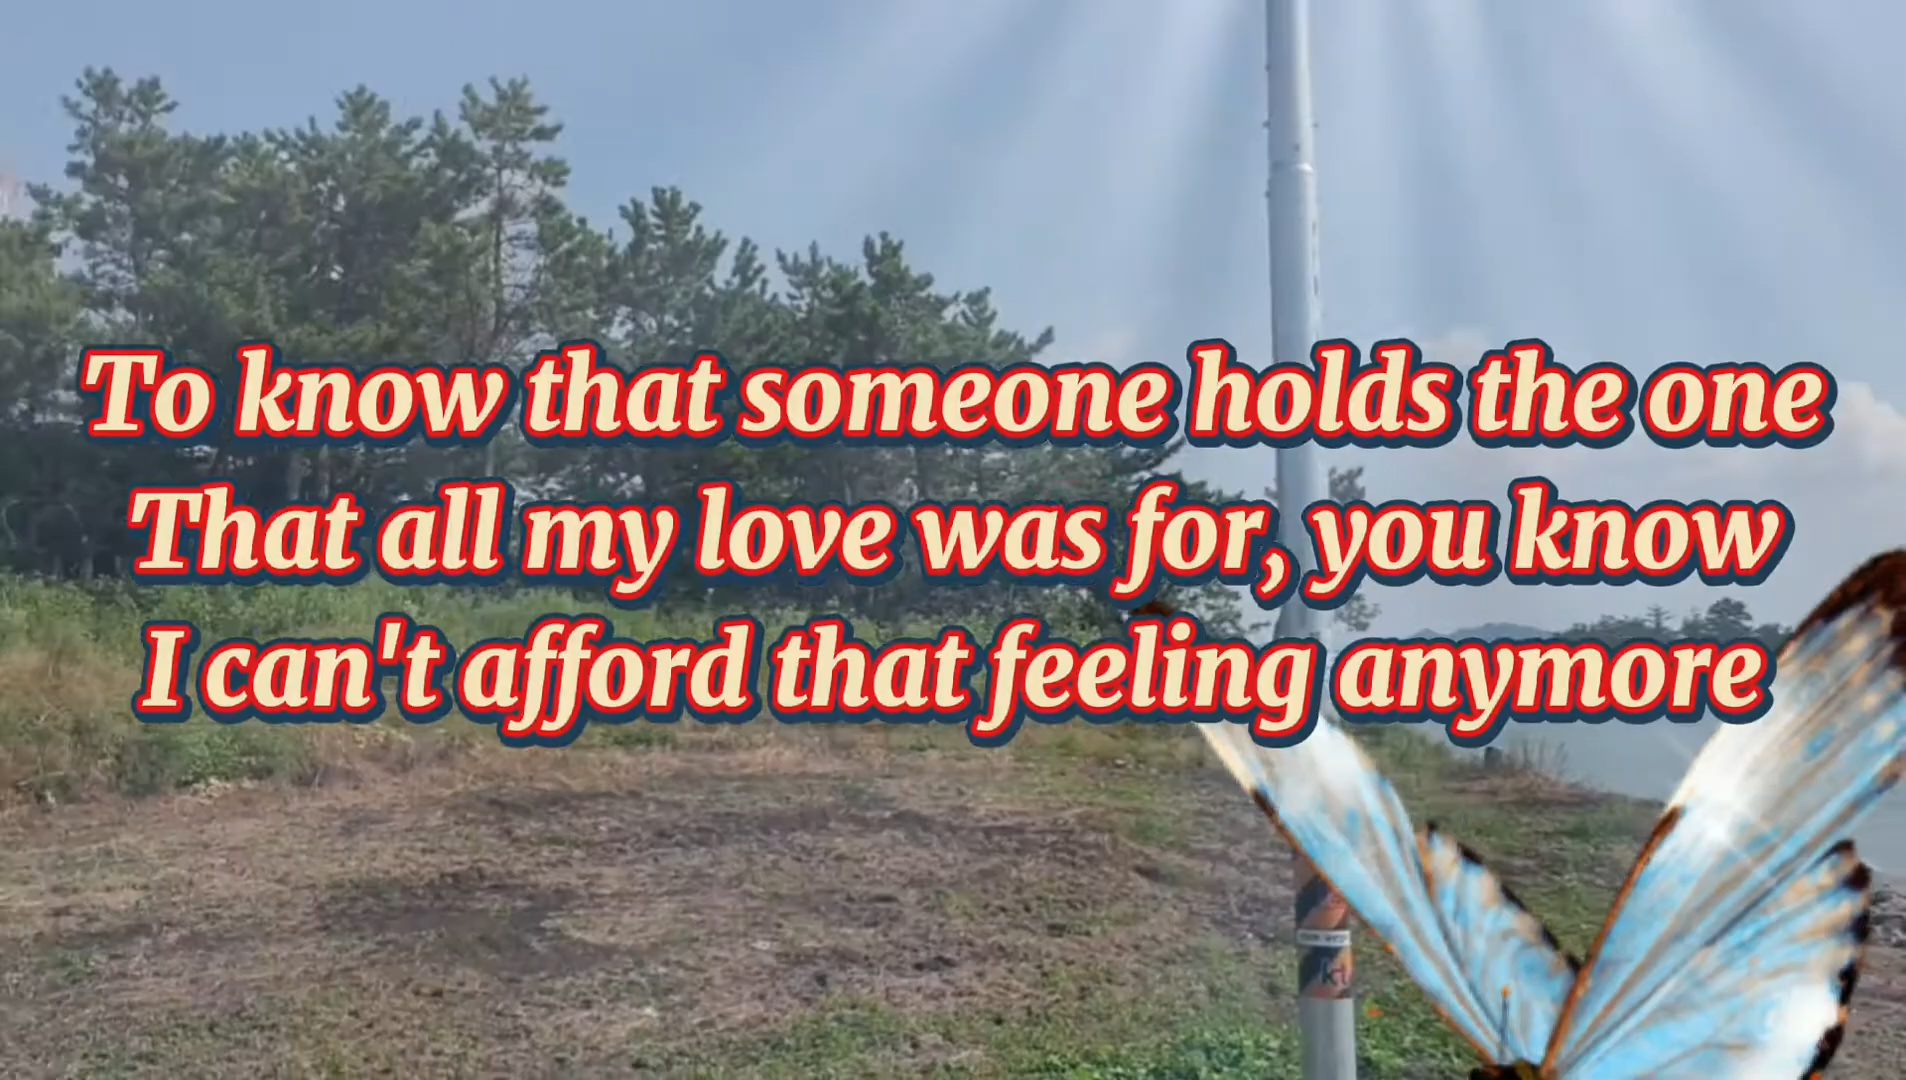 To know that someone holds the one
That all my love was for, you know
I can't afford that feeling anymore
kt